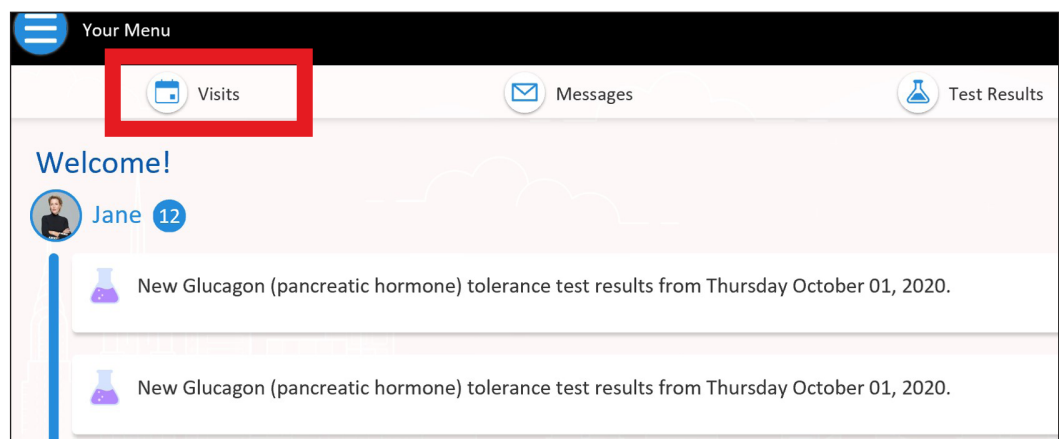 Your Menu
Visits
Messages
Test Results
Welcome!
Jane 12
New Glucagon (pancreatic hormone) tolerance test results from Thursday October 01, 2020.
New Glucagon (pancreatic hormone) tolerance test results from Thursday October 01, 2020.